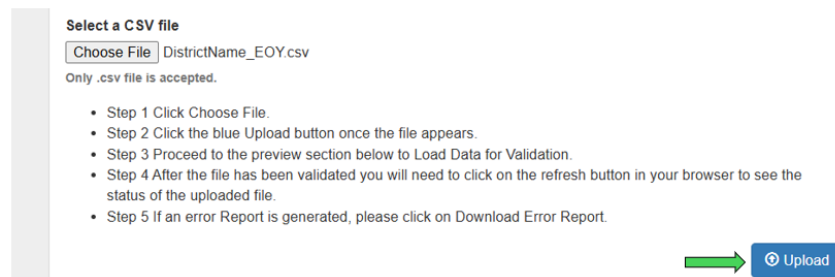 Select a CSV file
Choose File DistrictName_EOY.csv
Only .csv file is accepted.
• Step 1 Click Choose File.
• Step 2 Click the blue Upload button once the file appears.
• Step 3 Proceed to the preview section below to Load Data for Validation.
• Step 4 After the file has been validated you will need to click on the refresh button in your browser to see the
status of the uploaded file.
• Step 5 If an error Report is generated, please click on Download Error Report.
Upload